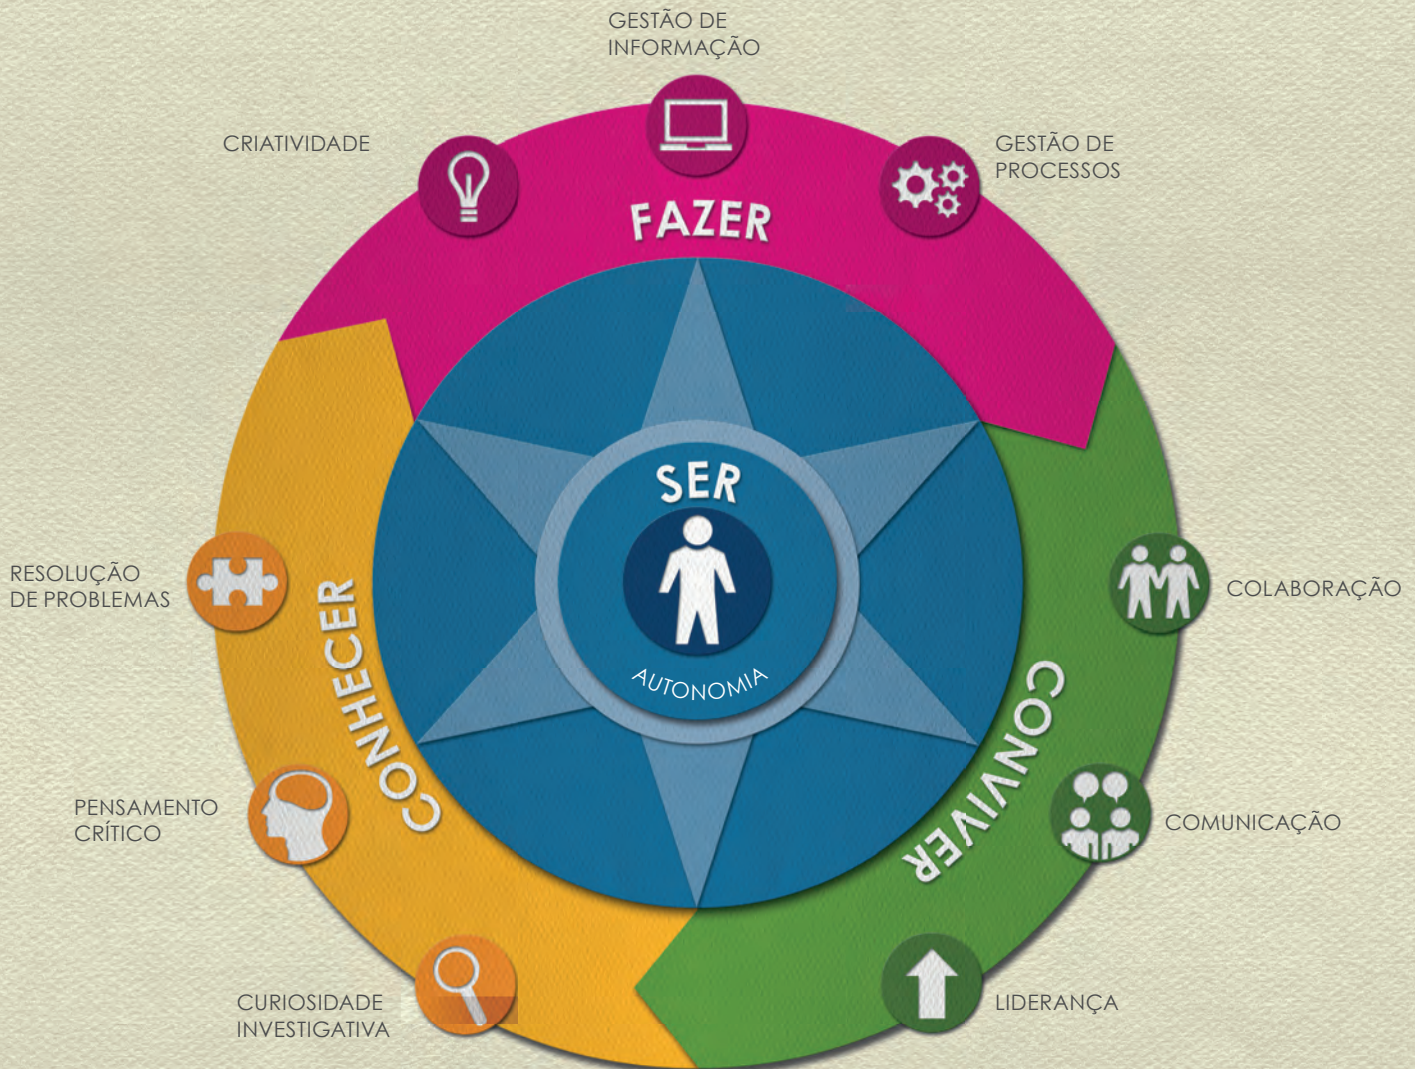 GESTÃO DE
INFORMAÇÃO
CRIATIVIDADE
GESTÃO DE
PROCESSOS
FAZER
SER
AUTONOMIA
RESOLUÇÃO
DE PROBLEMAS
CONHECER
COLABORAÇÃO
CONVIVER
PENSAMENTO
CRÍTICO
COMUNICAÇÃO
CURIOSIDADE
INVESTIGATIVA
LIDERANÇA